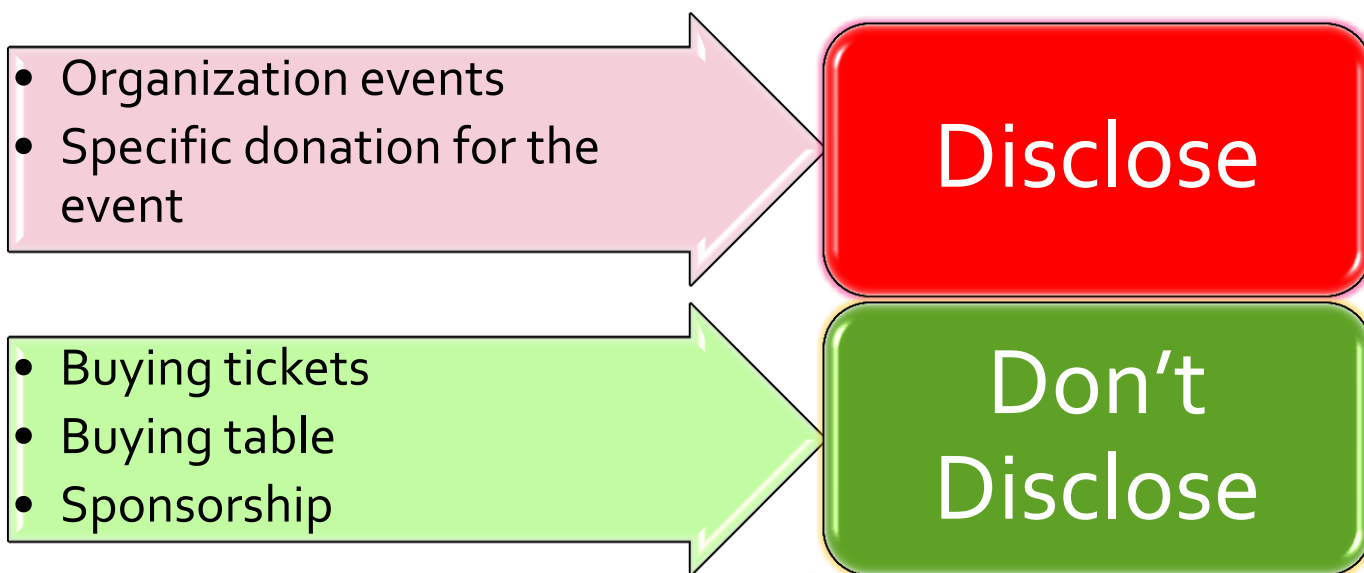 • Organization events
• Specific donation for the
event
Disclose
• Buying tickets
• Buying table
• Sponsorship
Don’t
Disclose